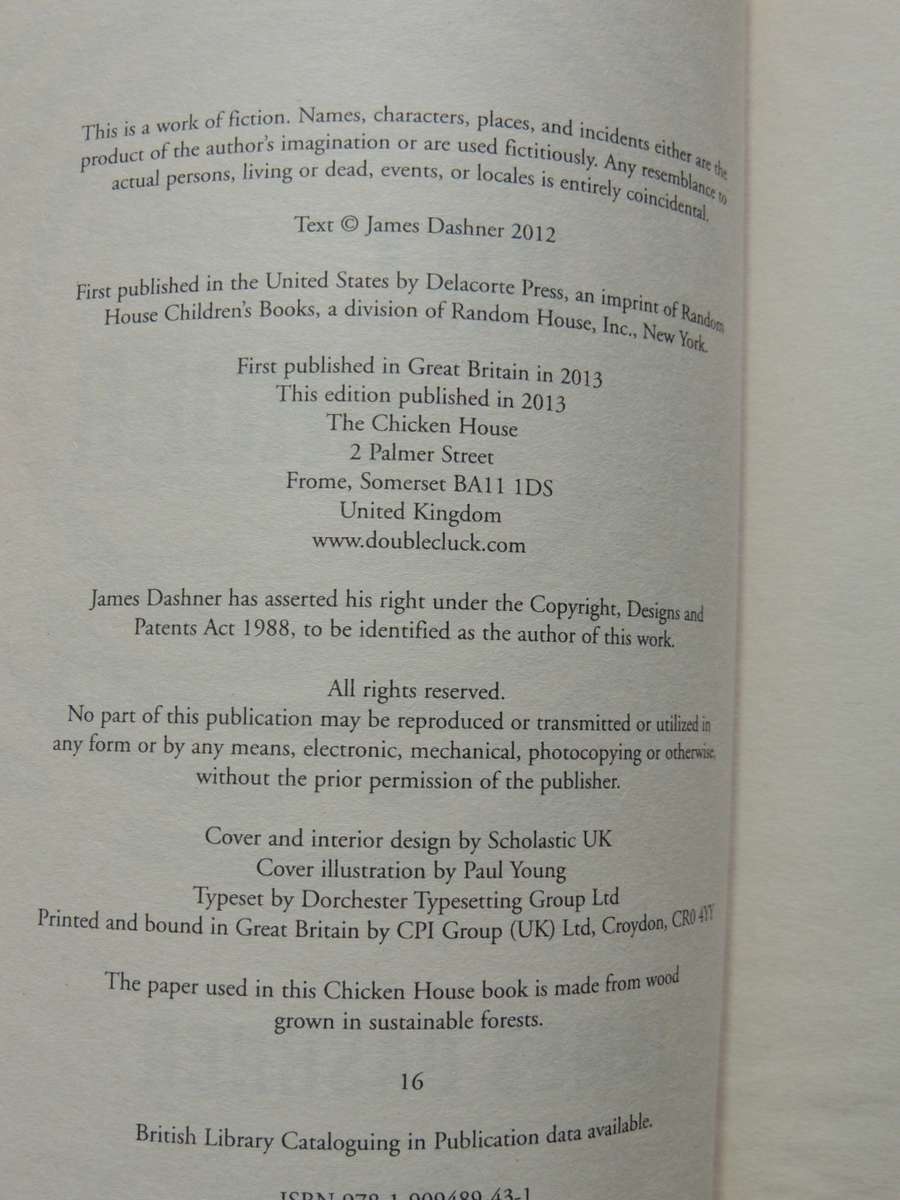 This is a work of fiction. Names, characters, places, and incidents either are the
product of the author's imagination or are used fictitiously. Any resemblance to
actual persons, living or dead, events, or locales is entirely coincidental.
Text © James Dashner 2012
First published in the United States by Delacorte Press, an imprint of Random
House Children's Books, a division of Random House, Inc., New York.
First published in Great Britain in 2013
This edition published in 2013
The Chicken House
2 Palmer Street
Frome, Somerset BA11 1DS
United Kingdom
www.doublecluck.com
James Dashner has asserted his right under the Copyright, Designs and
Patents Act 1988, to be identified as the author of this work.
All rights reserved.
No part of this publication may be reproduced or transmitted or utilized in
any form or by any means, electronic, mechanical, photocopying or otherwise,
without the prior permission of the publisher.
Cover and interior design by Scholastic UK
Cover illustration by Paul Young
Typeset by Dorchester Typesetting Group Ltd
Printed and bound in Great Britain by CPI Group (UK) Ltd, Croydon, CR0 4YY
The paper used in this Chicken House book is made from wood
grown in sustainable forests.
16
British Library Cataloguing in Publication data available.
ISBN 978-1-909489-43-1